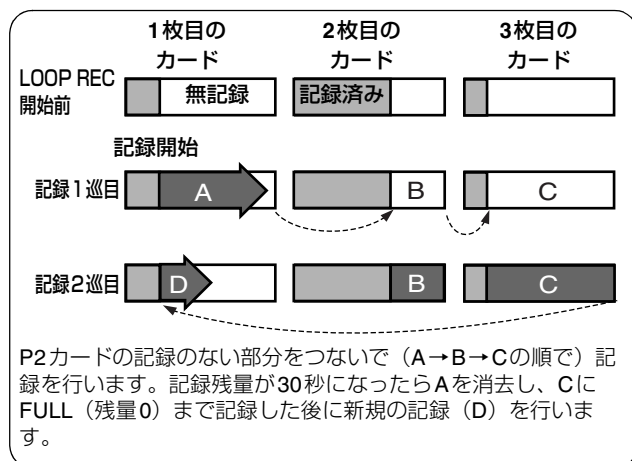 1枚目の
カード
2枚目の
カード
3枚目の
カード
LOOP REC
開始前
無記録
記録済み
記録開始
記録1巡目
A
B
C
記録2巡目
D
B
C
P2カードの記録のない部分をつないで（A→B→Cの順で）記
録を行います。記録残量が30秒になったらAを消去し、Cに
FULL（残量0）まで記録した後に新規の記録（D）を行いま
す。